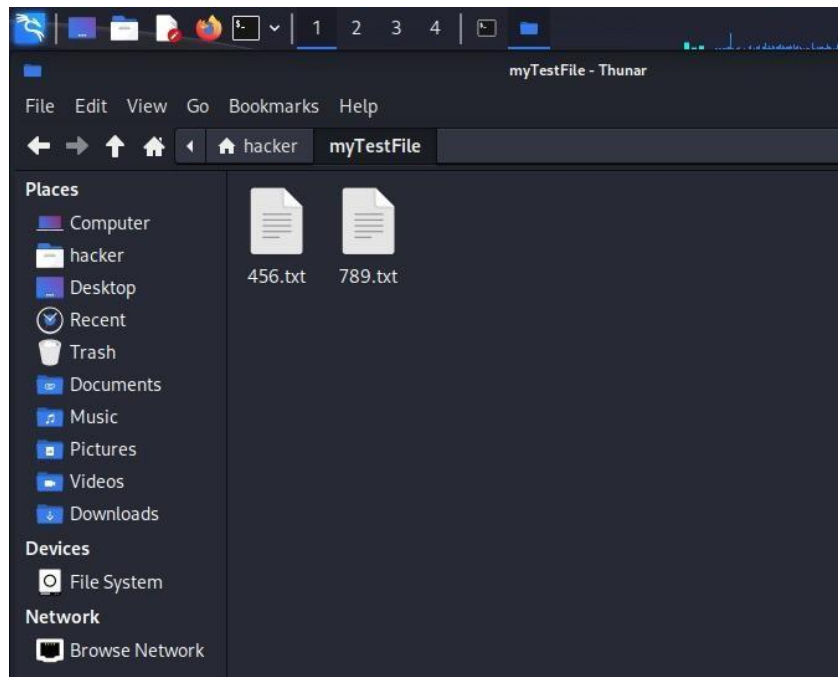 1 2 3 4
myTestFile - Thunar
File Edit View Go Bookmarks Help
hacker myTestFile
Places
Computer
hacker
Desktop
Recent
Trash
Documents
Music
Pictures
Videos
Downloads
Devices
File System
Network
Browse Network
456.txt 789.txt